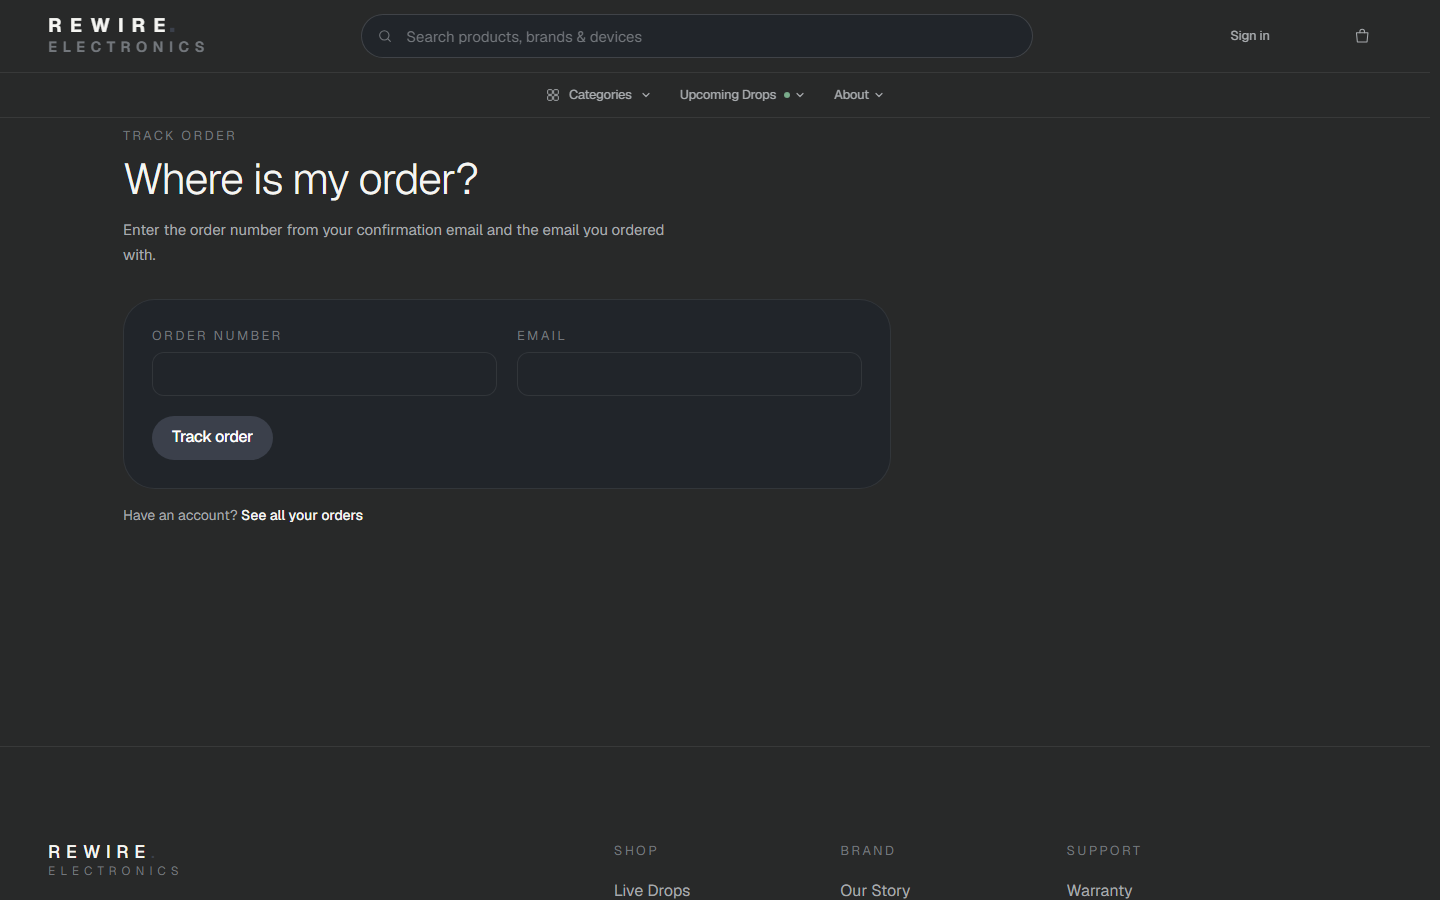 REWIRE.
ELECTRONICS
Search products, brands & devices
Sign in
Categories
Upcoming Drops
About
TRACK ORDER
Where is my order?
Enter the order number from your confirmation email and the email you ordered
with.
ORDER NUMBER
EMAIL
Track order
Have an account? See all your orders
REWIRE.
ELECTRONICS
SHOP
BRAND
SUPPORT
Live Drops
Our Story
Warranty